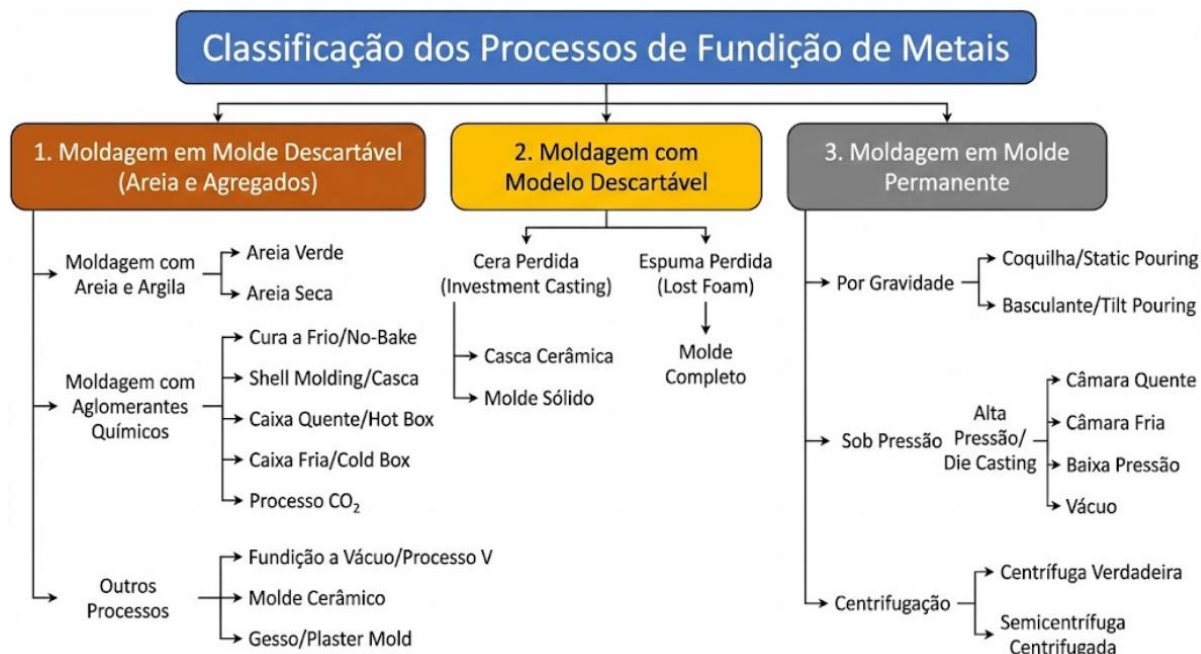 Classificação dos Processos de Fundição de Metais
1. Moldagem em Molde Descartável
(Areia e Agregados)
Moldagem com
Areia e Argila
Areia Verde
Areia Seca
Moldagem com
Aglomerantes
Químicos
Cura a Frio/No-Bake
Shell Molding/Casca
Caixa Quente/Hot Box
Caixa Fria/Cold Box
Processo CO₂
Outros
Processos
Fundição a Vácuo/Processo V
Molde Cerâmico
Gesso/Plaster Mold
2. Moldagem com
Modelo Descartável
Cera Perdida
(Investment Casting)
Casca Cerâmica
Molde Sólido
Espuma Perdida
(Lost Foam)
Molde
Completo
3. Moldagem em Molde
Permanente
Por Gravidade
Coquilha/Static Pouring
Basculante/Tilt Pouring
Sob Pressão
Alta
Pressão/
Die Casting
Câmara Quente
Câmara Fria
Baixa Pressão
Vácuo
Centrifugação
Centrífuga Verdadeira
Semicentrífuga
Centrifugada